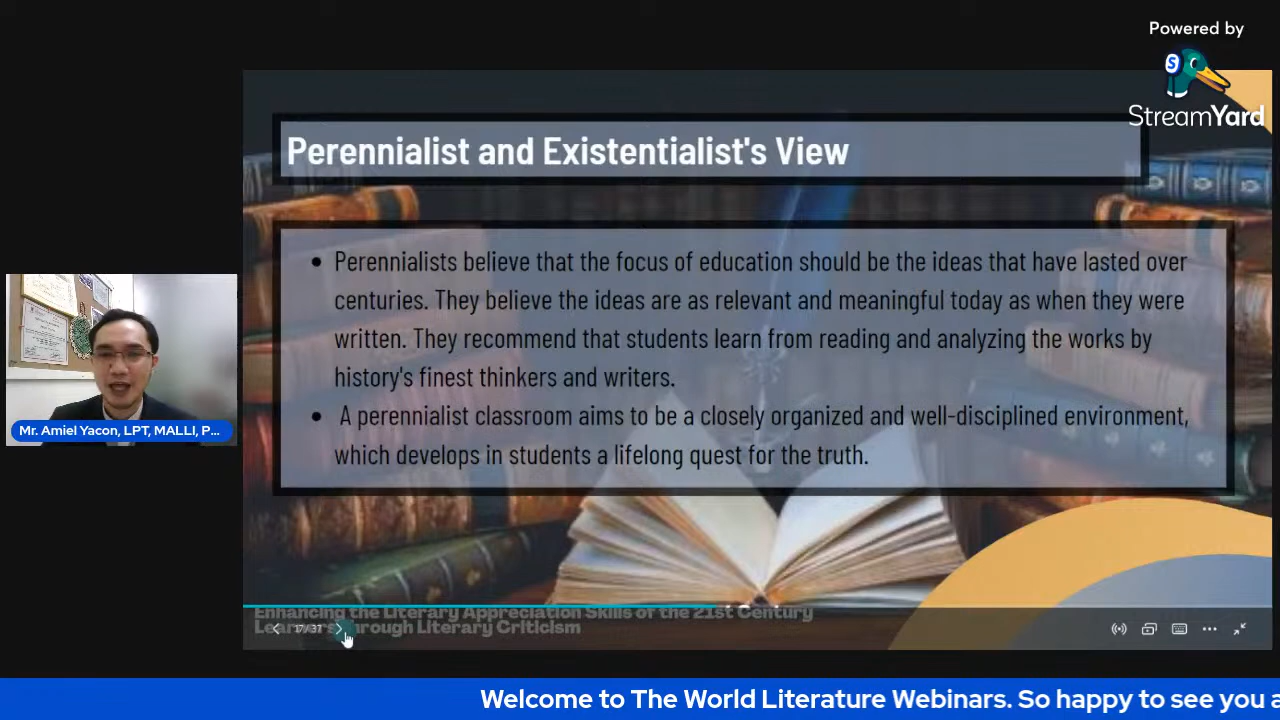 Powered by
StreamYard
Perennialist and Existentialist's View
• Perennialists believe that the focus of education should be the ideas that have lasted over
centuries. They believe the ideas are as relevant and meaningful today as when they were
written. They recommend that students learn from reading and analyzing the works by
history's finest thinkers and writers.
• A perennialist classroom aims to be a closely organized and well-disciplined environment,
which develops in students a lifelong quest for the truth.
Mr. Amiel Yacon, LPT, MALLI, P...
Enhancing the Literary Appreciation Skills of the 21st Century
Through Literary Criticism
17/37
Welcome to The World Literature Webinars. So happy to see you a